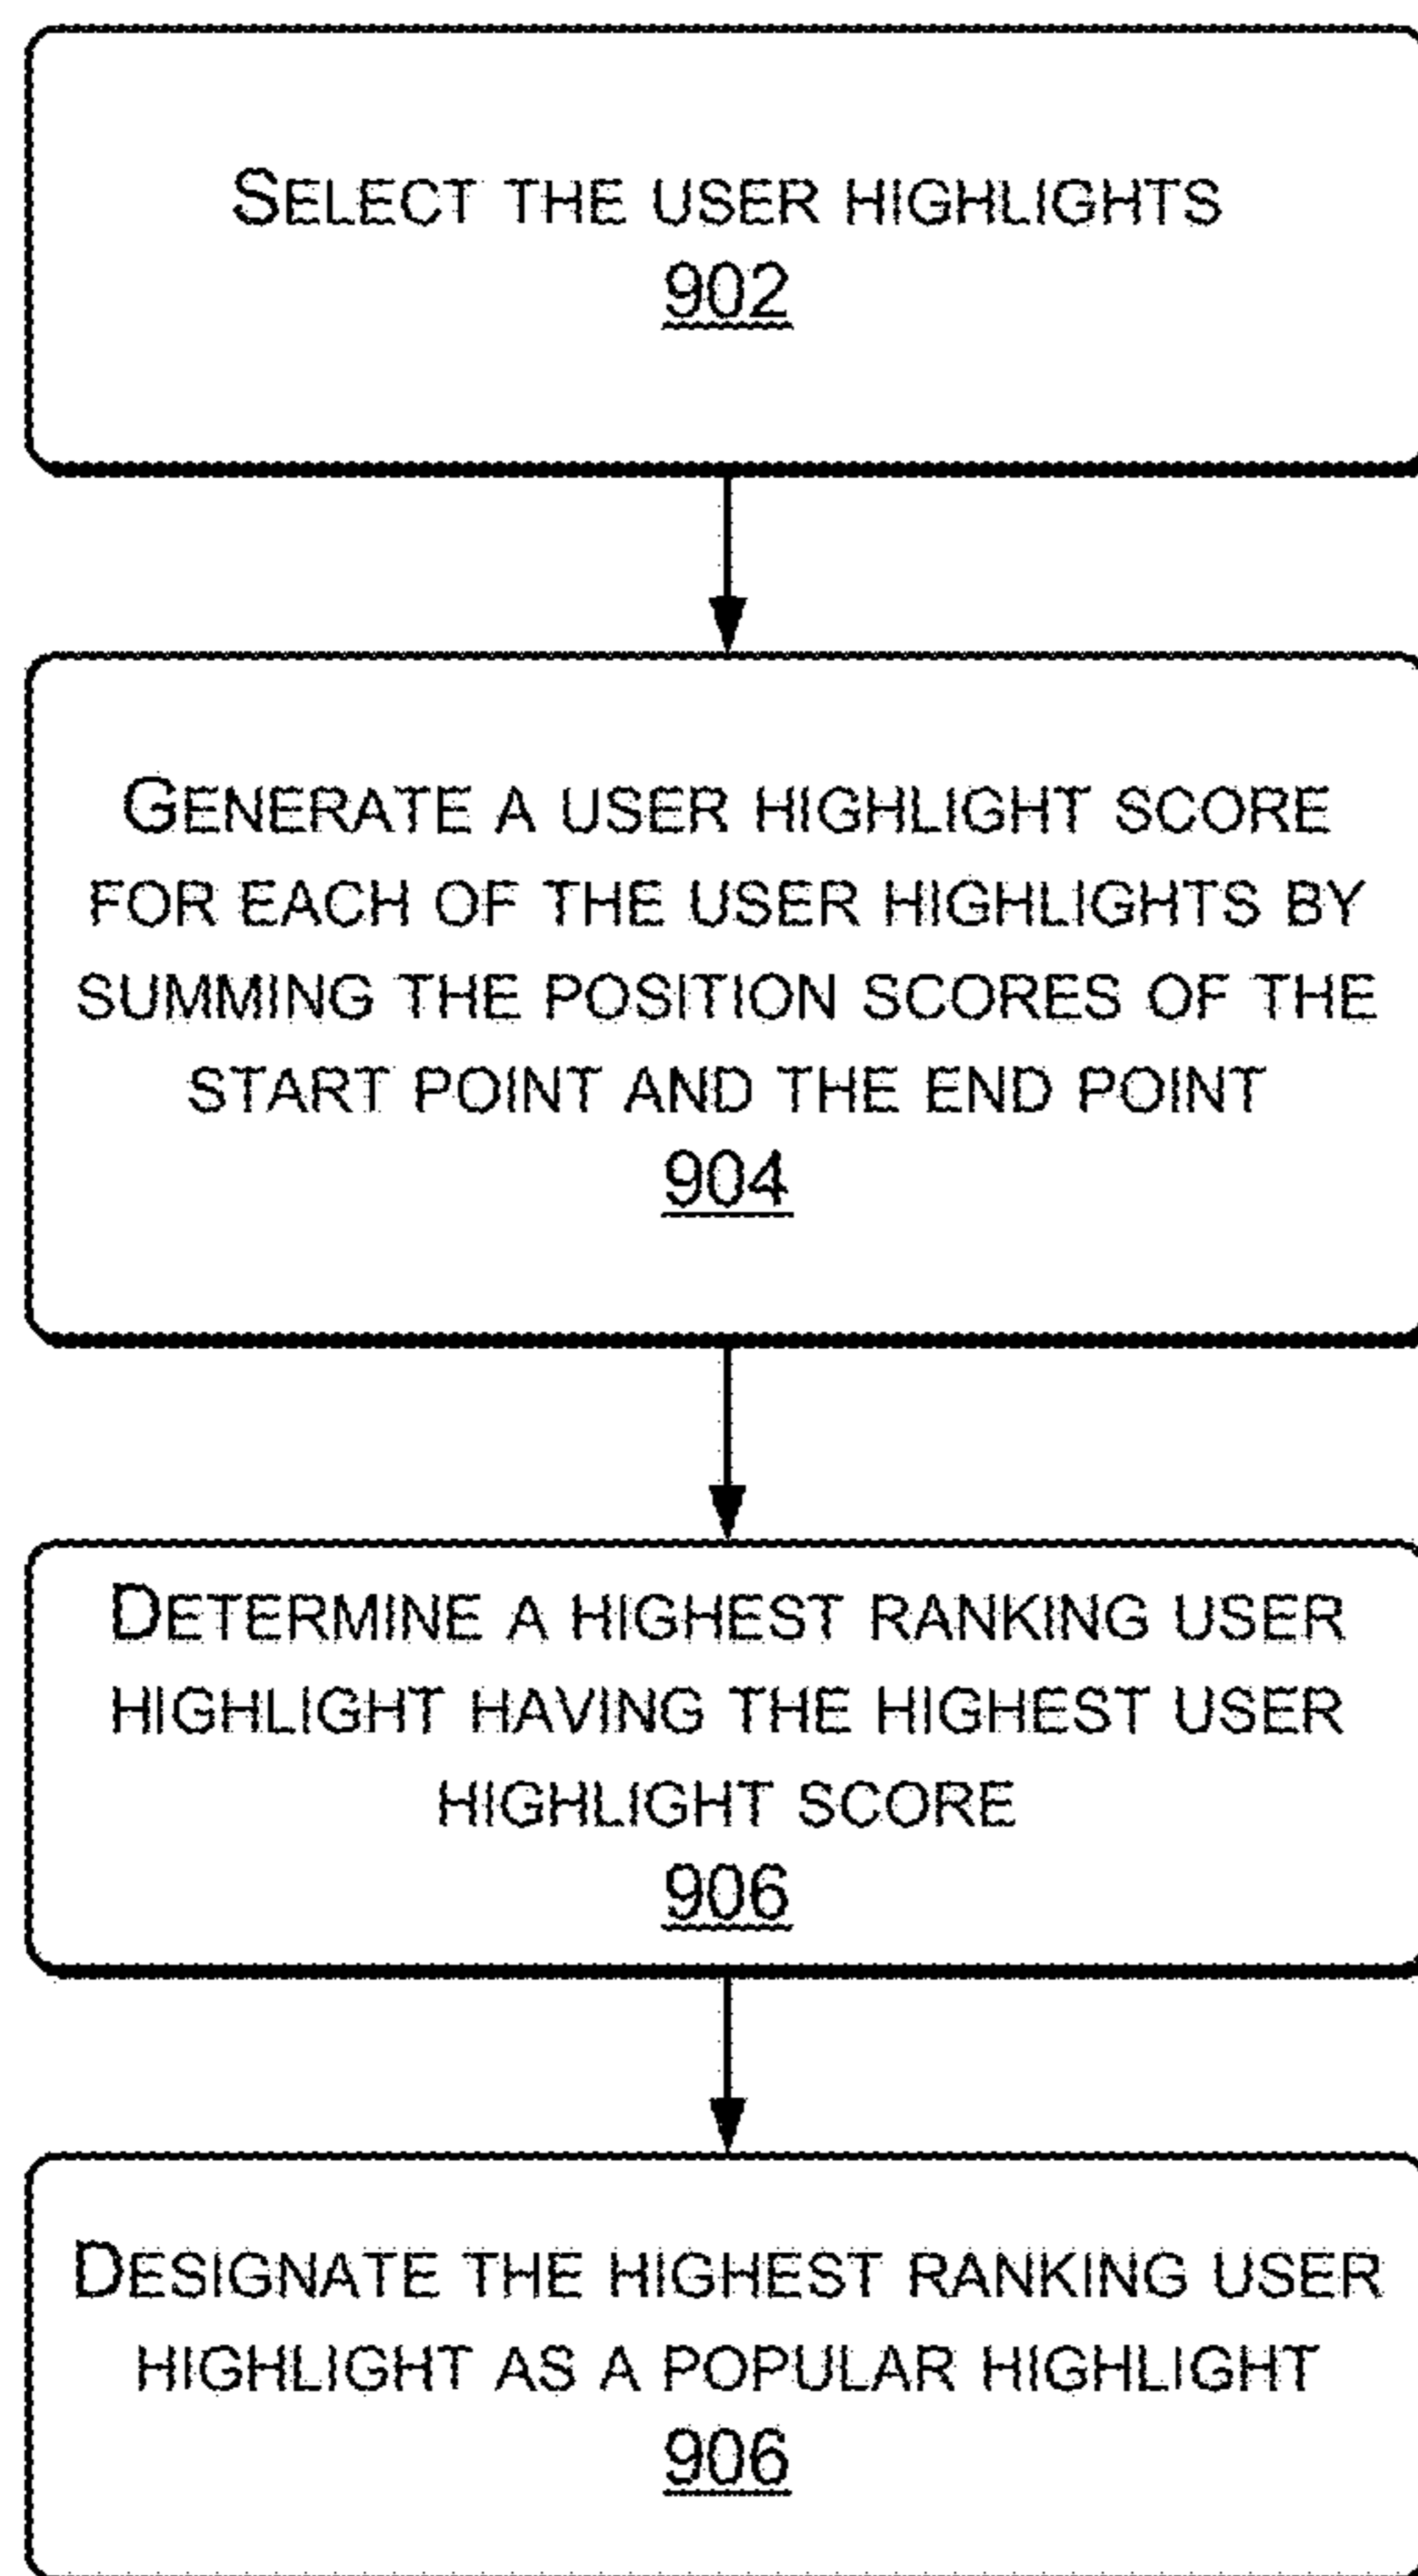 SELECT THE USER HIGHLIGHTS
902
GENERATE A USER HIGHLIGHT SCORE
FOR EACH OF THE USER HIGHLIGHTS BY
SUMMING THE POSITION SCORES OF THE
START POINT AND THE END POINT
904
DETERMINE A HIGHEST RANKING USER
HIGHLIGHT HAVING THE HIGHEST USER
HIGHLIGHT SCORE
906
DESIGNATE THE HIGHEST RANKING USER
HIGHLIGHT AS A POPULAR HIGHLIGHT
906